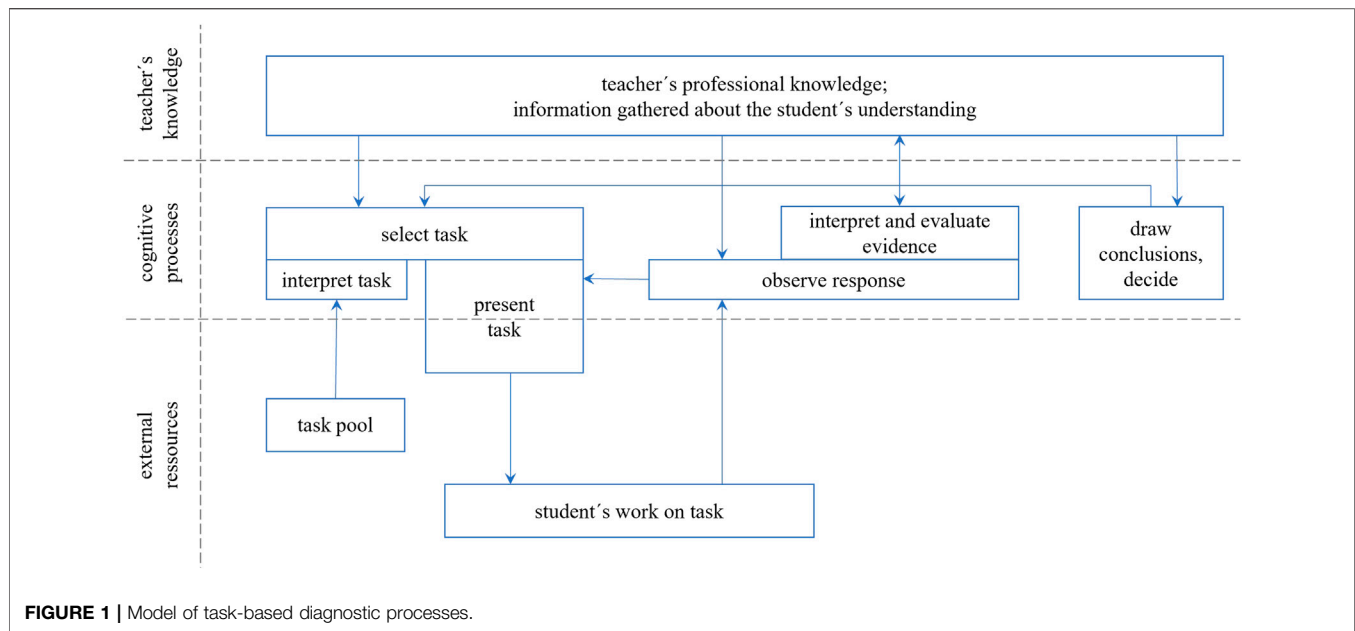 teacher´s
knowledge
teacher´s professional knowledge;
information gathered about the student´s understanding
cognitive
processes
select task
interpret task
present
task
interpret and evaluate
evidence
observe response
draw
conclusions,
decide
external
ressources
task pool
student´s work on task
FIGURE 1 | Model of task-based diagnostic processes.